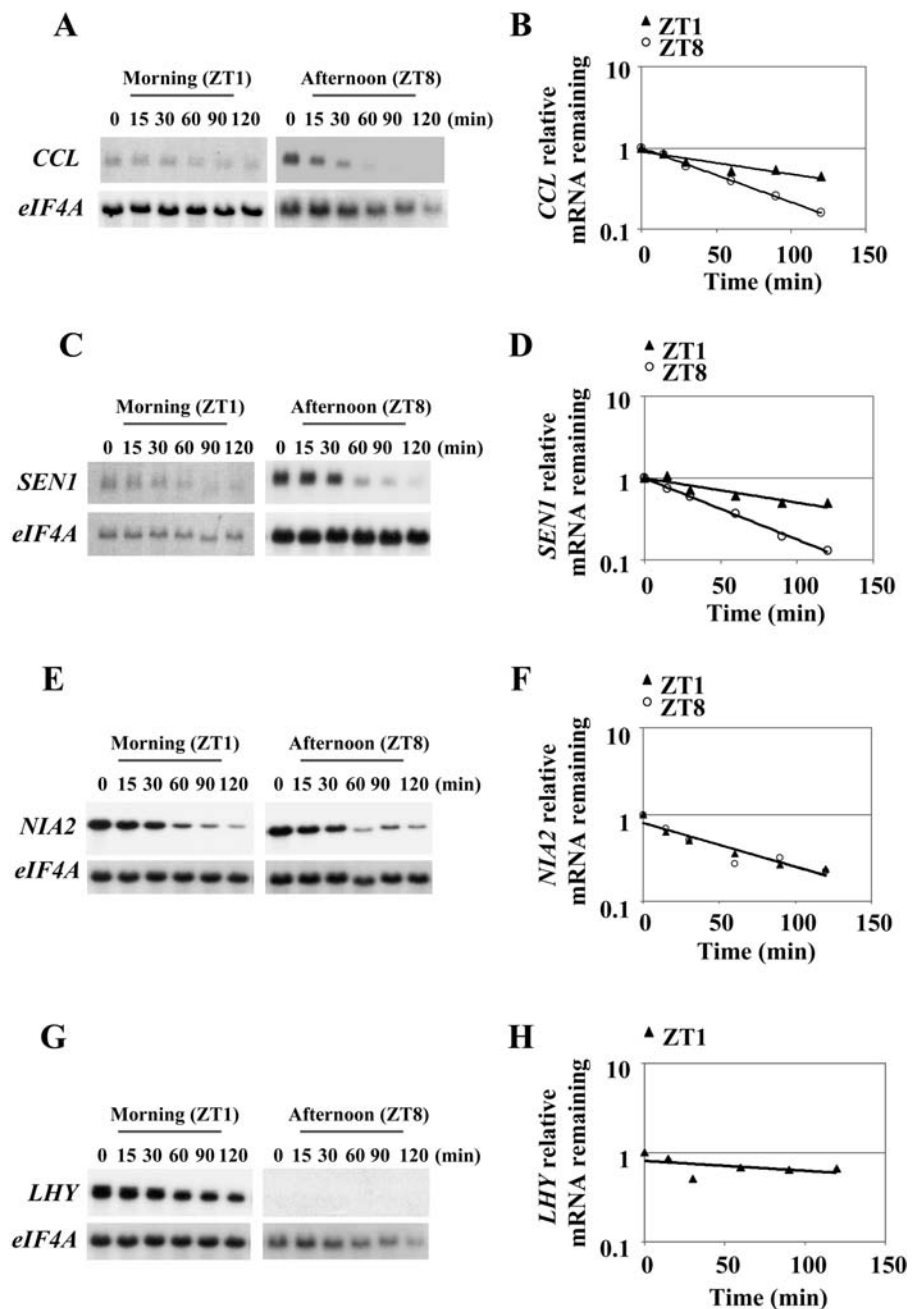 A
Morning (ZT1) Afternoon (ZT8)
0 15 30 60 90 120 0 15 30 60 90 120 (min)
CCL
eIF4A
B
▲ ZT1
○ ZT8
CCL relative
mRNA remaining
10
1
0.1
0 50 100 150
Time (min)
C
Morning (ZT1) Afternoon (ZT8)
0 15 30 60 90 120 0 15 30 60 90 120 (min)
SEN1
eIF4A
D
▲ ZT1
○ ZT8
SEN1 relative
mRNA remaining
10
1
0.1
0 50 100 150
Time (min)
E
Morning (ZT1) Afternoon (ZT8)
0 15 30 60 90 120 0 15 30 60 90 120 (min)
NIA2
eIF4A
F
▲ ZT1
○ ZT8
NIA2 relative
mRNA remaining
10
1
0.1
0 50 100 150
Time (min)
G
Morning (ZT1) Afternoon (ZT8)
0 15 30 60 90 120 0 15 30 60 90 120 (min)
LHY
eIF4A
H
▲ ZT1
LHY relative
mRNA remaining
10
1
0.1
0 50 100 150
Time (min)